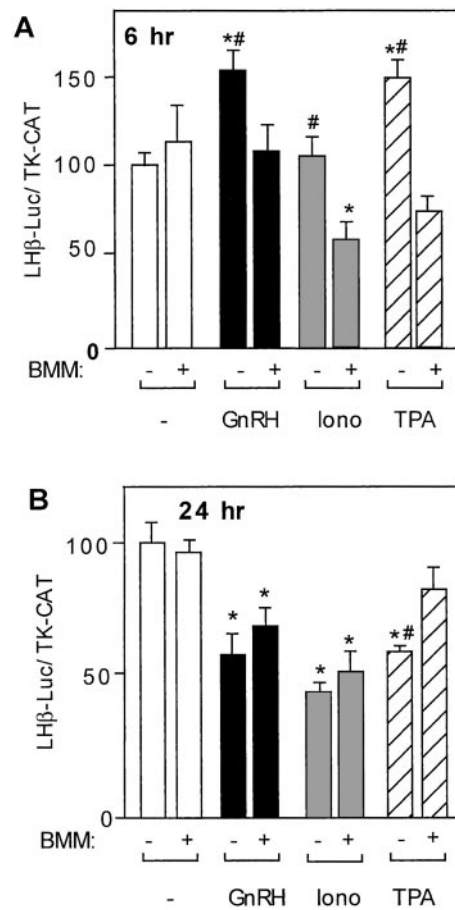 A
6 hr
LHβ-Luc/ TK-CAT
150
100
50
0
*# # * *#
BMM: - + - + - + - +
- GnRH Iono TPA
B
24 hr
LHβ-Luc/ TK-CAT
100
50
0
* * * * *#
BMM: - + - + - + - +
- GnRH Iono TPA